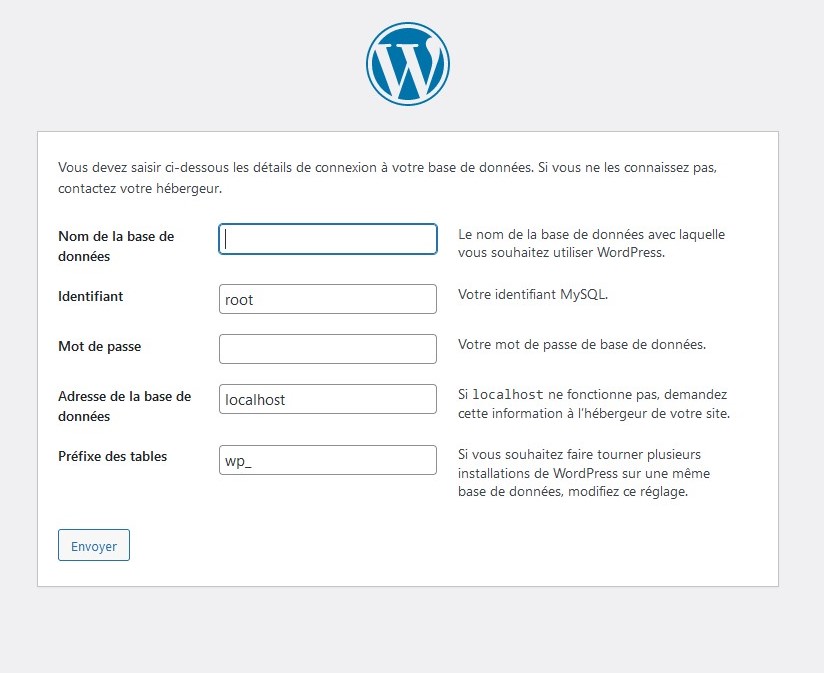 Vous devez saisir ci-dessous les détails de connexion à votre base de données. Si vous ne les connaissez pas,
contactez votre hébergeur.
Nom de la base de
données
Le nom de la base de données avec laquelle
vous souhaitez utiliser WordPress.
Identifiant
root
Votre identifiant MySQL.
Mot de passe
Votre mot de passe de base de données.
Adresse de la base de
données
localhost
Si localhost ne fonctionne pas, demandez
cette information à l’hébergeur de votre site.
Préfixe des tables
wp_
Si vous souhaitez faire tourner plusieurs
installations de WordPress sur une même
base de données, modifiez ce réglage.
Envoyer